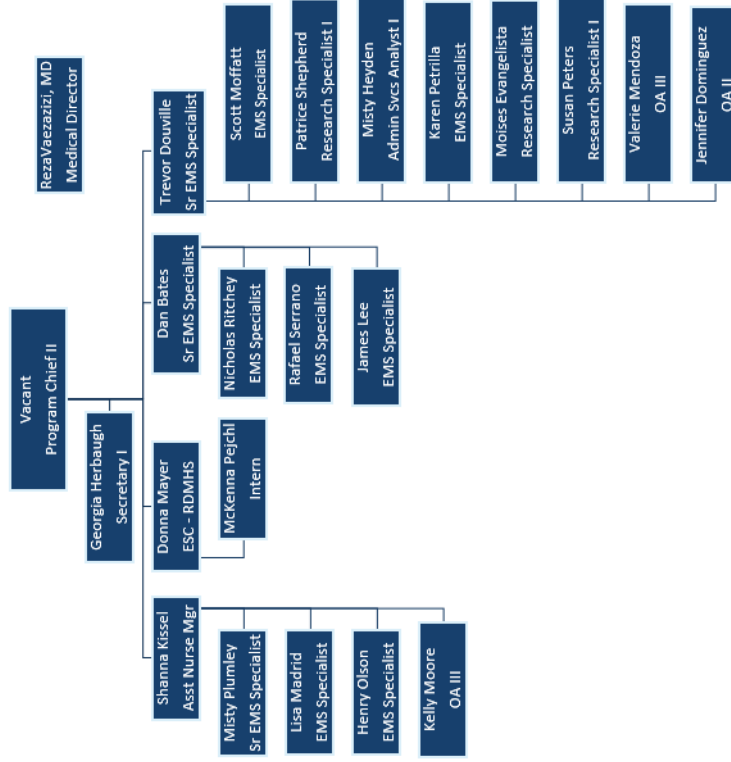 Vacant
Program Chief II
RezaVaezazizi, MD
Medical Director
Georgia Herbaugh
Secretary I
Shanna Kissel
Asst Nurse Mgr
Donna Mayer
ESC - RDMHS
Dan Bates
Sr EMS Specialist
Trevor Douville
Sr EMS Specialist
Misty Plumley
Sr EMS Specialist
Lisa Madrid
EMS Specialist
Henry Olson
EMS Specialist
Kelly Moore
OA III
McKenna Pejchl
Intern
Nicholas Ritchey
EMS Specialist
Rafael Serrano
EMS Specialist
James Lee
EMS Specialist
Scott Moffatt
EMS Specialist
Patrice Shepherd
Research Specialist I
Misty Heyden
Admin Svcs Analyst I
Karen Petrilla
EMS Specialist
Moises Evangelista
Research Specialist
Susan Peters
Research Specialist I
Valerie Mendoza
OA III
Jennifer Dominguez
OA II